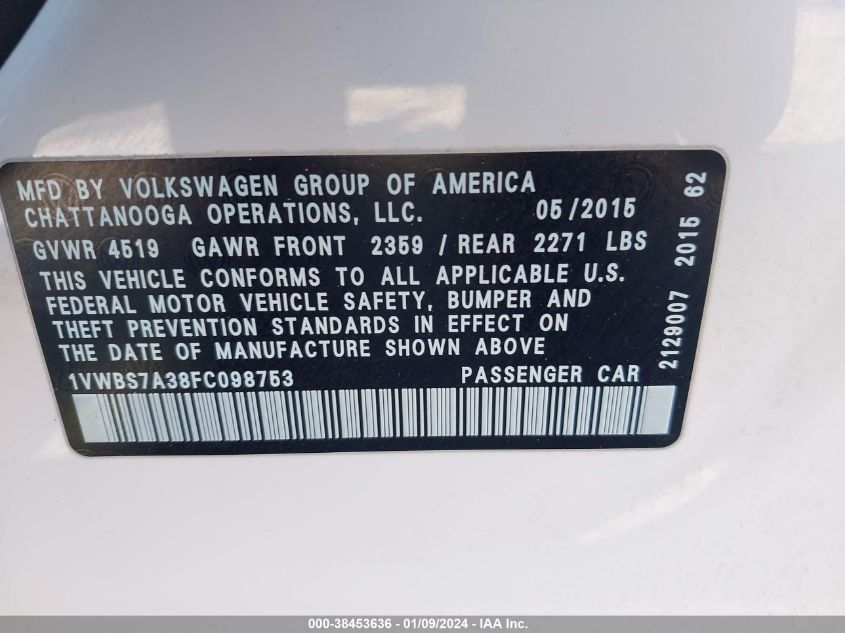 MFD BY VOLKSWAGEN GROUP OF AMERICA
CHATTANOOGA OPERATIONS, LLC. 05/2015
GVWR 4519 GAWR FRONT 2359 / REAR 2271 LBS
THIS VEHICLE CONFORMS TO ALL APPLICABLE U.S.
FEDERAL MOTOR VEHICLE SAFETY, BUMPER AND
THEFT PREVENTION STANDARDS IN EFFECT ON
THE DATE OF MANUFACTURE SHOWN ABOVE
1VWBS7A38FC098753 PASSENGER CAR
2129007 2015 62
000-38453636 - 01/09/2024 - IAA Inc.